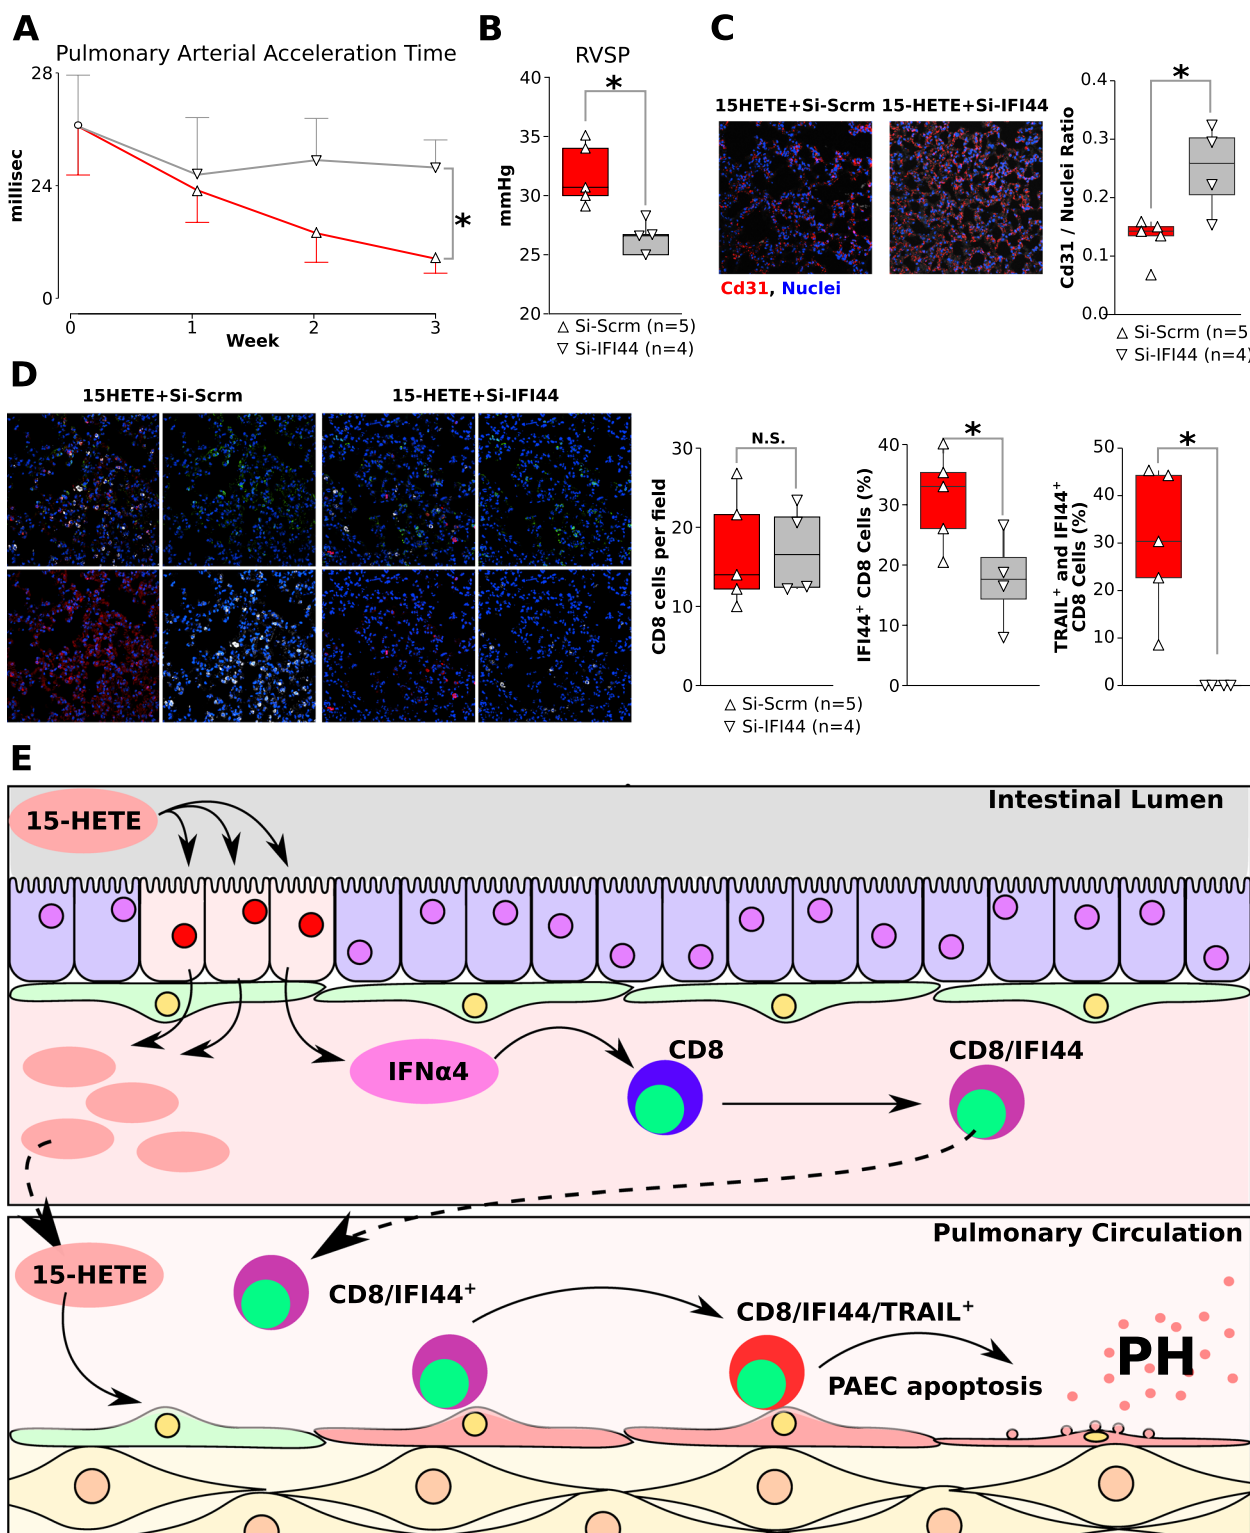 A
Pulmonary Arterial Acceleration Time
28
24
0
millisec
0 1 2 3
Week
*
B
RVSP
*
40
35
30
25
20
mmHg
△ Si-Scrm (n=5)
▽ Si-IFI44 (n=4)
C
15HETE+Si-Scrm 15-HETE+Si-IFI44
Cd31, Nuclei
*
0.4
0.3
0.2
0.1
0.0
Cd31 / Nuclei Ratio
△ Si-Scrm (n=5
▽ Si-IFI44 (n=4)
D
15HETE+Si-Scrm 15-HETE+Si-IFI44
N.S.
30
20
10
0
CD8 cells per field
△ Si-Scrm (n=5)
▽ Si-IFI44 (n=4)
*
40
30
20
10
0
IFI44⁺ CD8 Cells (%)
*
50
40
30
20
10
0
TRAIL⁺ and IFI44⁺
CD8 Cells (%)
E
Intestinal Lumen
15-HETE
IFNα4
CD8
CD8/IFI44
Pulmonary Circulation
15-HETE
CD8/IFI44⁺
CD8/IFI44/TRAIL⁺
PAEC apoptosis
PH